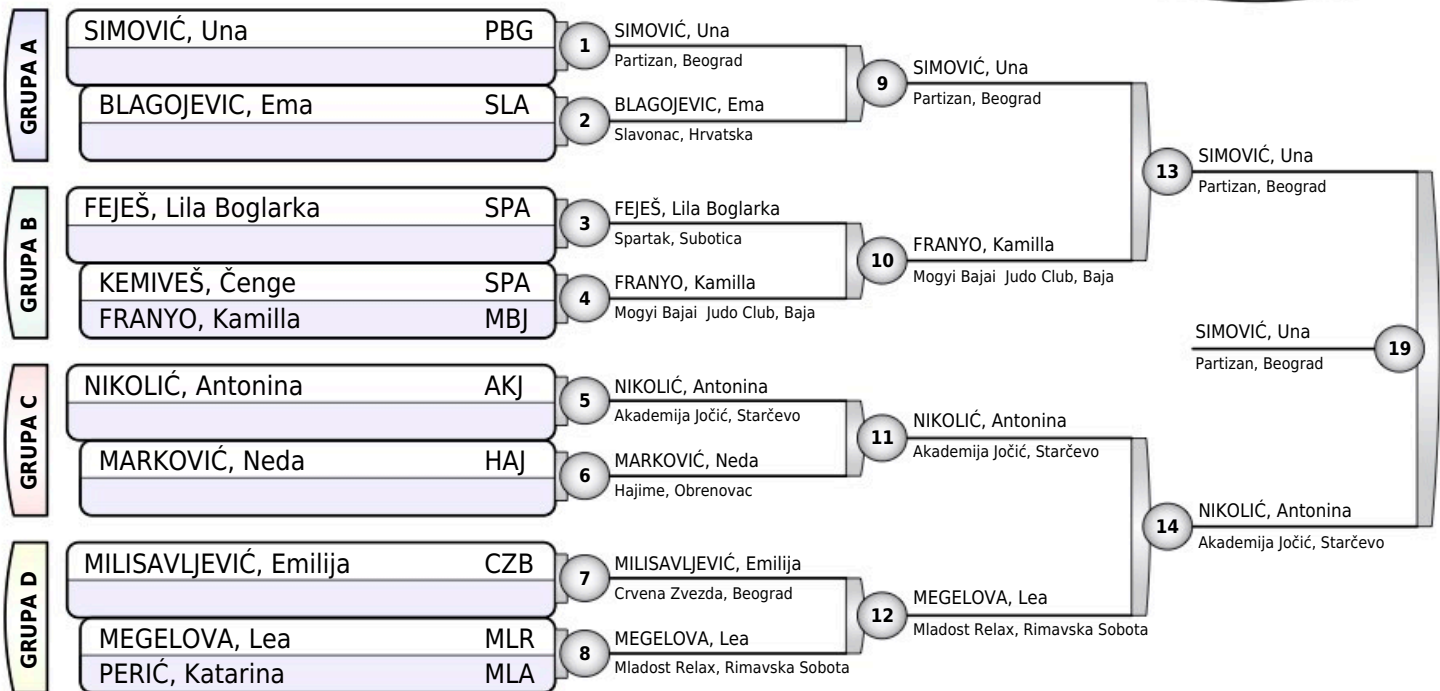 GRUPA A
SIMOVIĆ, Una PBG
BLAGOJEVIC, Ema SLA
GRUPA B
FEJEŠ, Lila Boglarka SPA
KEMIVEŠ, Čenge SPA
FRANYO, Kamilla MBJ
GRUPA C
NIKOLIĆ, Antonina AKJ
MARKOVIĆ, Neda HAJ
GRUPA D
MILISAVLJEVIĆ, Emilija CZB
MEGELOVA, Lea MLR
PERIĆ, Katarina MLA
1 SIMOVIĆ, Una
Partizan, Beograd
2 BLAGOJEVIC, Ema
Slavonac, Hrvatska
3 FEJEŠ, Lila Boglarka
Spartak, Subotica
4 FRANYO, Kamilla
Mogyi Bajai Judo Club, Baja
5 NIKOLIĆ, Antonina
Akademija Jočić, Starčevo
6 MARKOVIĆ, Neda
Hajime, Obrenovac
7 MILISAVLJEVIĆ, Emilija
Crvena Zvezda, Beograd
8 MEGELOVA, Lea
Mladost Relax, Rimavska Sobota
9 SIMOVIĆ, Una
Partizan, Beograd
10 FRANYO, Kamilla
Mogyi Bajai Judo Club, Baja
11 NIKOLIĆ, Antonina
Akademija Jočić, Starčevo
12 MEGELOVA, Lea
Mladost Relax, Rimavska Sobota
13 SIMOVIĆ, Una
Partizan, Beograd
14 NIKOLIĆ, Antonina
Akademija Jočić, Starčevo
SIMOVIĆ, Una 19
Partizan, Beograd